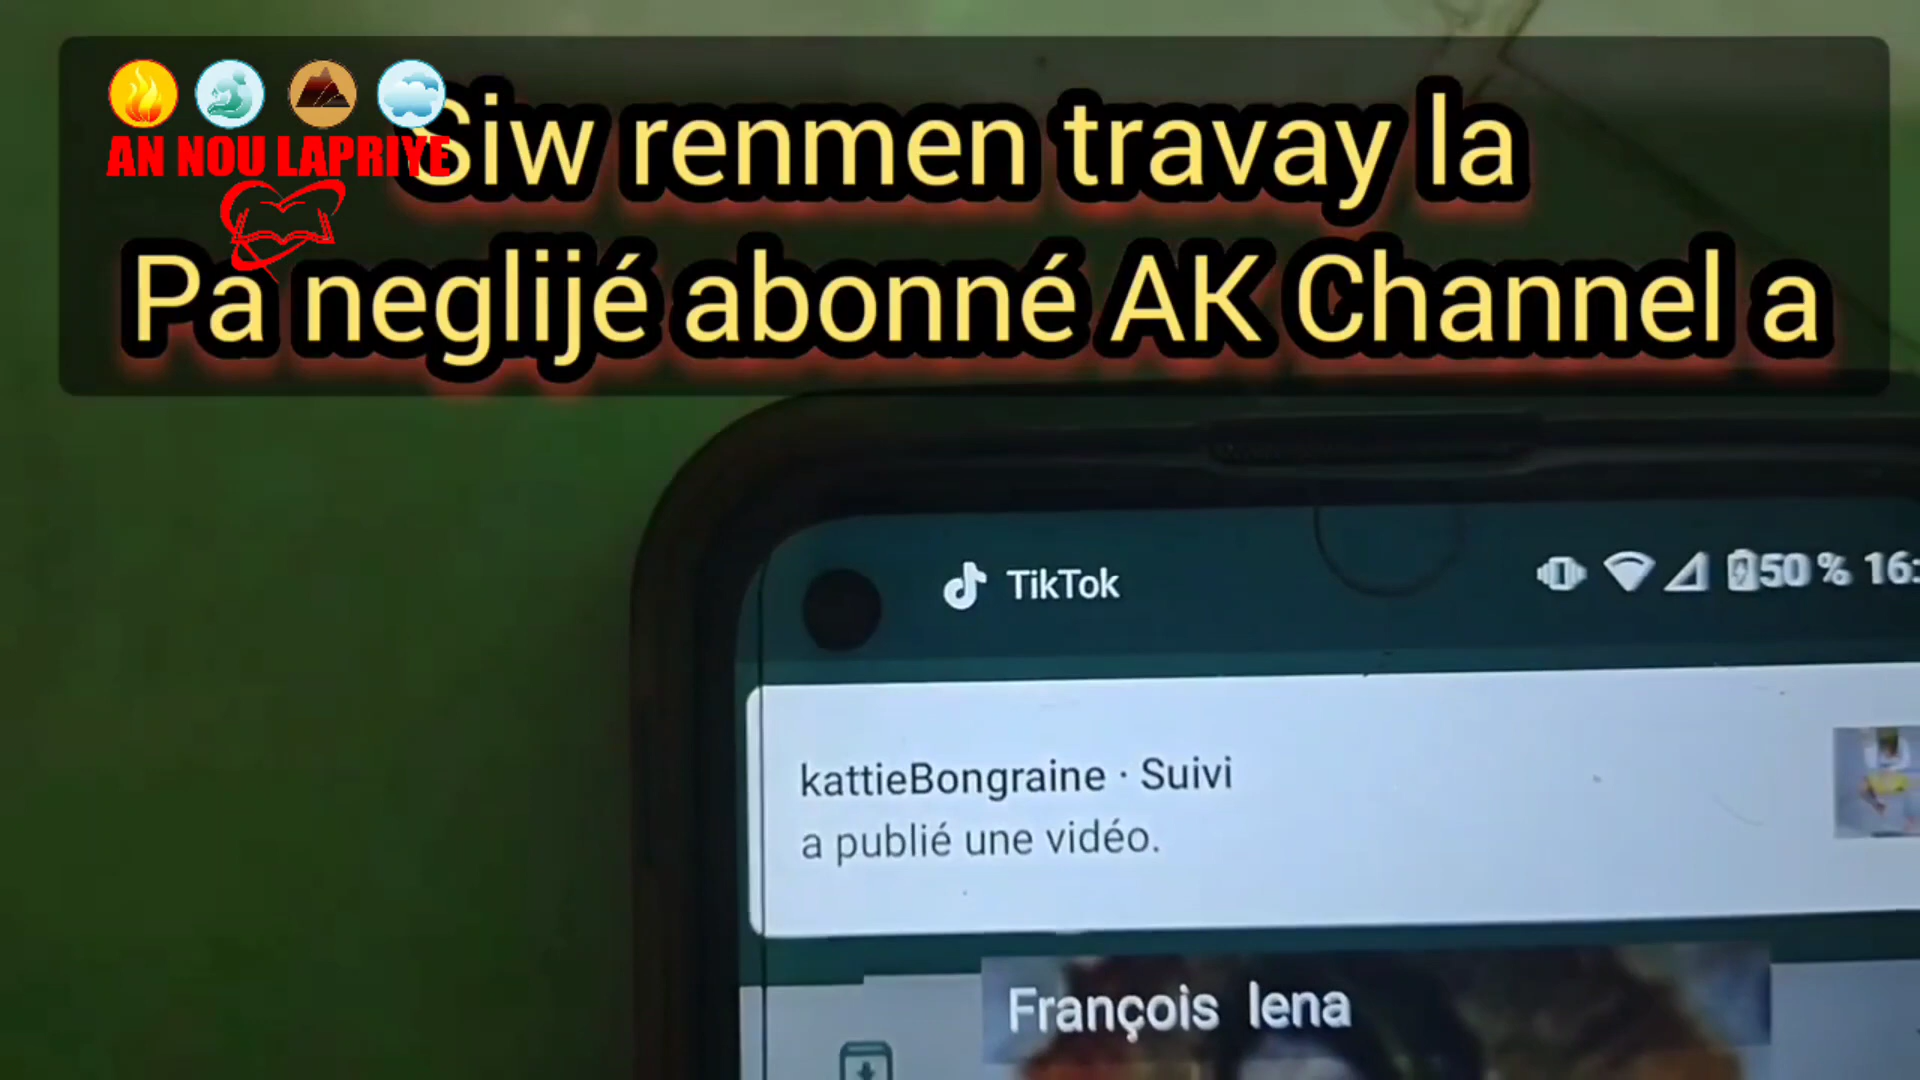 AN NOU LAPRIYE
Siw renmen travay la
Pa neglijé abonné AK Channel a
TikTok
50 % 16:
kattieBongraine · Suivi
a publié une vidéo.
François lena